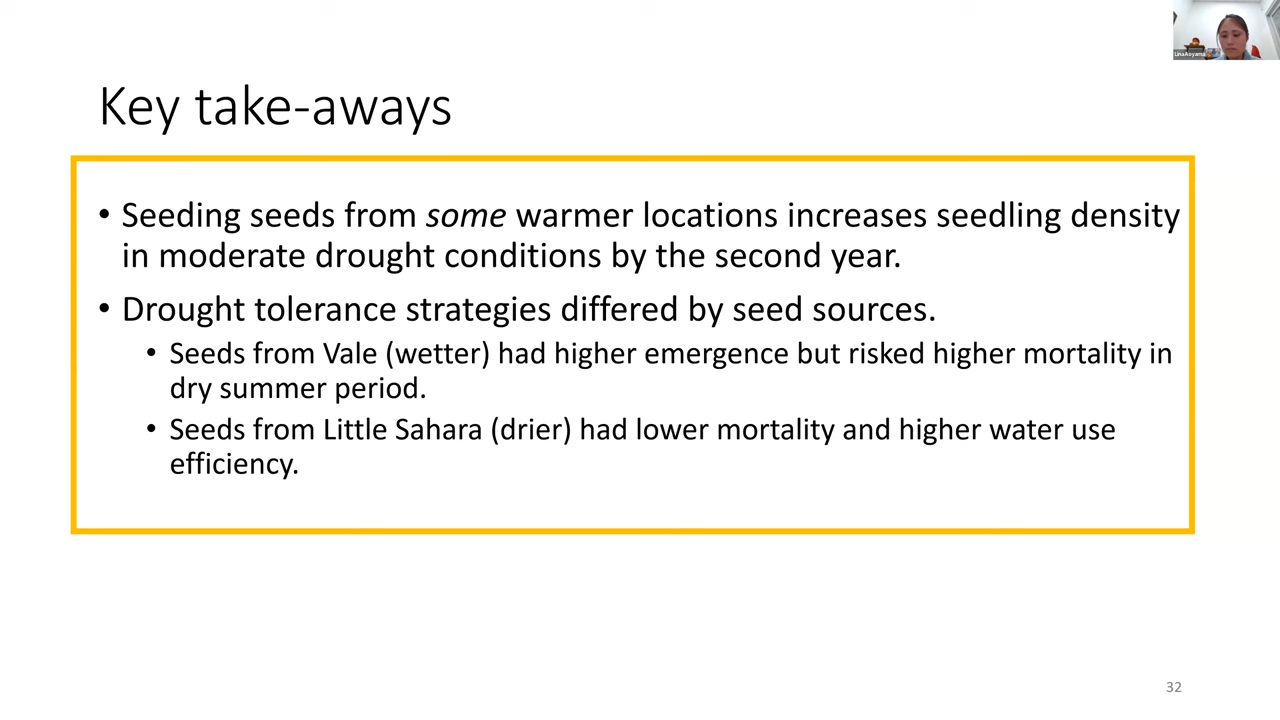 LinaAoyama
Key take-aways
• Seeding seeds from some warmer locations increases seedling density
in moderate drought conditions by the second year.
• Drought tolerance strategies differed by seed sources.
• Seeds from Vale (wetter) had higher emergence but risked higher mortality in
dry summer period.
• Seeds from Little Sahara (drier) had lower mortality and higher water use
efficiency.
32